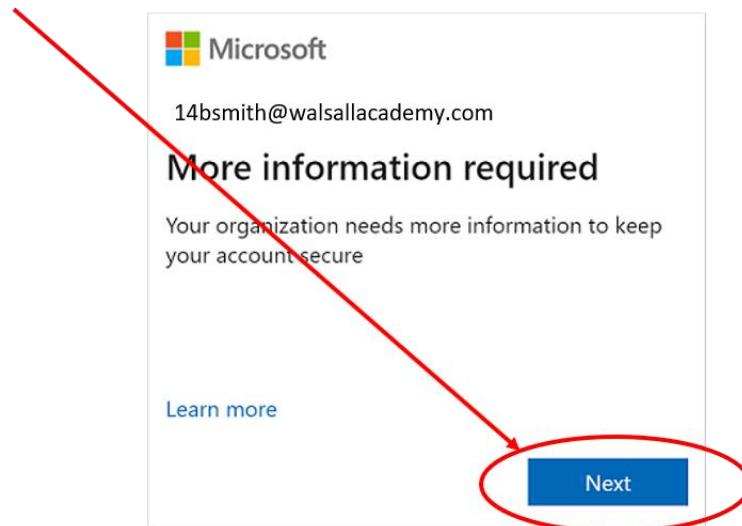 Microsoft
14bsmith@walsallacademy.com
More information required
Your organization needs more information to keep
your account secure
Learn more
Next